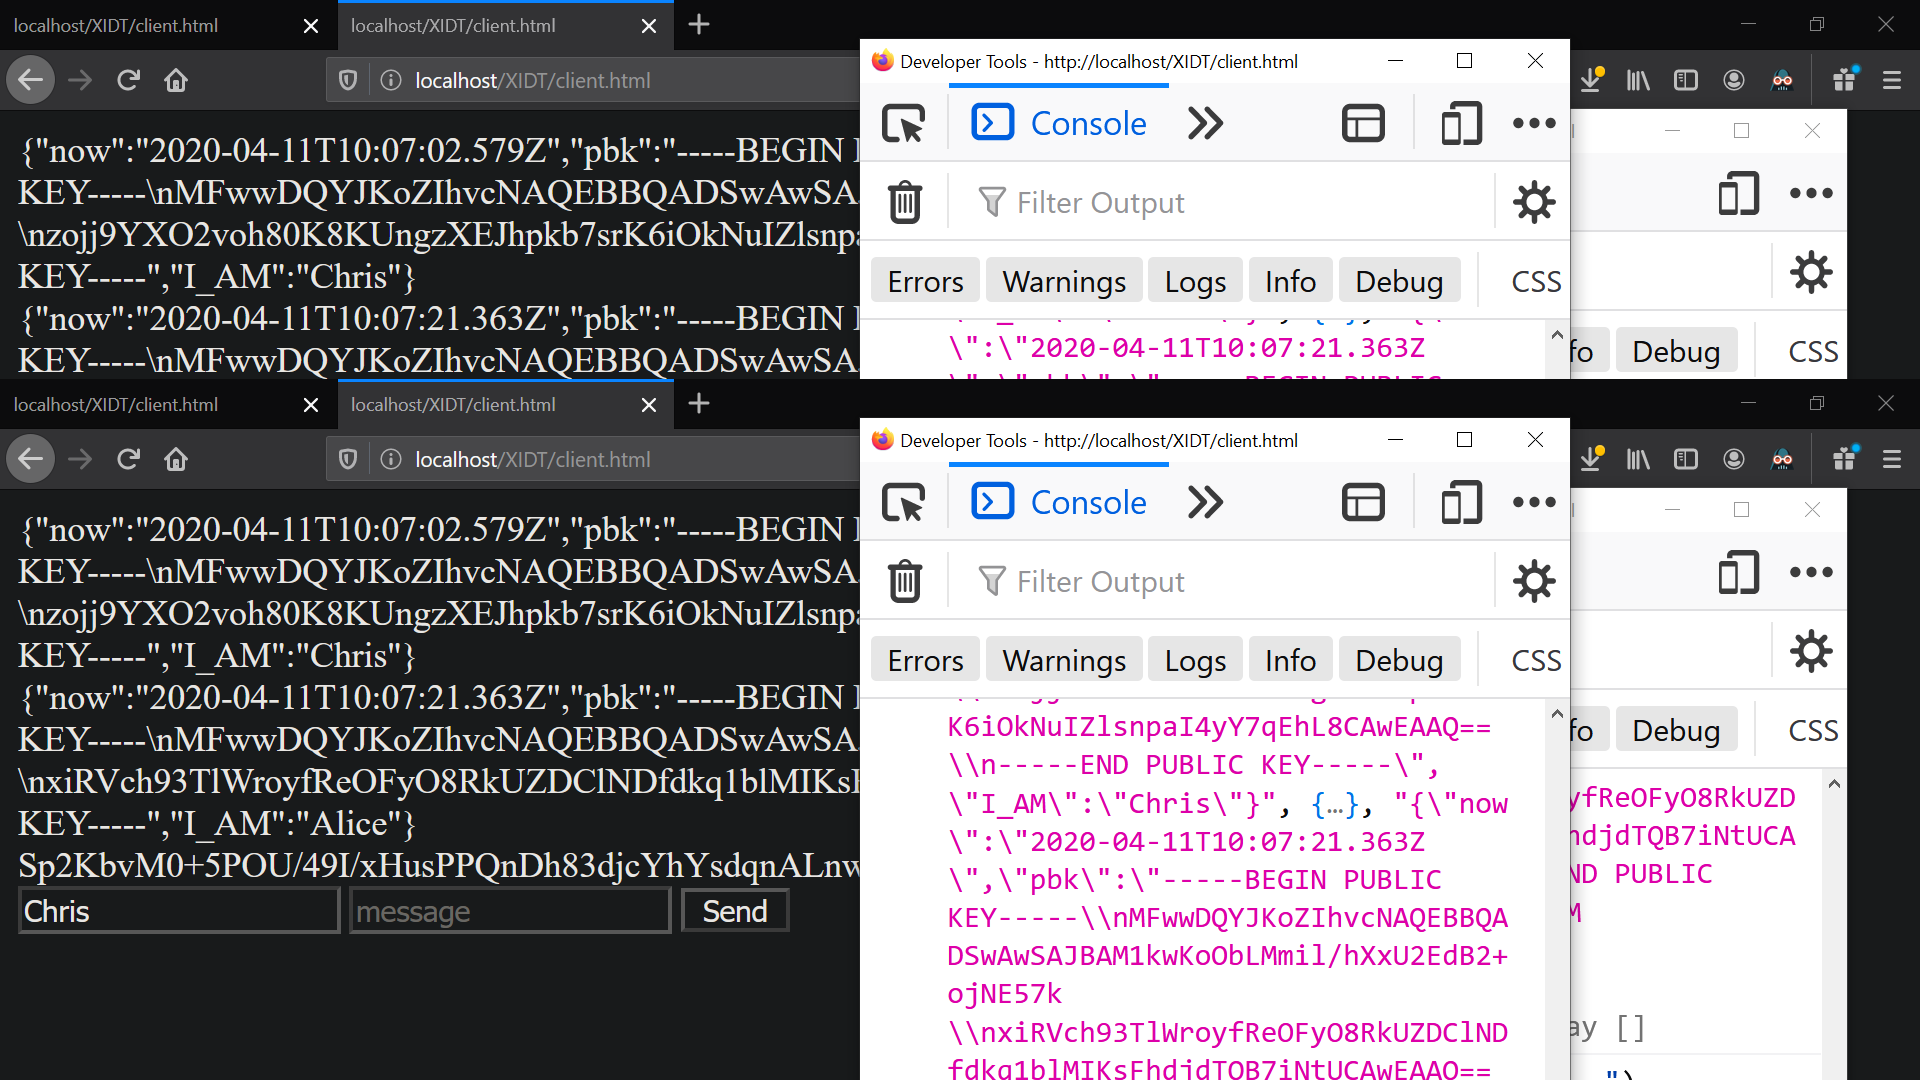 localhost/XIDT/client.html
localhost/XIDT/client.html
localhost/XIDT/client.html
{"now":"2020-04-11T10:07:02.579Z","pbk":"-----BEGIN
KEY-----\nMFwwDQYJKoZIhvcNAQEBBQADSwAwSA
\nzojj9YXO2voh80K8KUngzXEJhpkb7srK6iOkNuIZlsnpa
KEY-----","I_AM":"Chris"}
{"now":"2020-04-11T10:07:21.363Z","pbk":"-----BEGIN
KEY-----\nMFwwDQYJKoZIhvcNAQEBBQADSwAwSA
Developer Tools - http://localhost/XIDT/client.html
Console
Filter Output
Errors Warnings Logs Info Debug CSS
\":\"2020-04-11T10:07:21.363Z
BEGIN PUBLIC
fo Debug CSS
localhost/XIDT/client.html
localhost/XIDT/client.html
localhost/XIDT/client.html
{"now":"2020-04-11T10:07:02.579Z","pbk":"-----BEGIN
KEY-----\nMFwwDQYJKoZIhvcNAQEBBQADSwAwSA
\nzojj9YXO2voh80K8KUngzXEJhpkb7srK6iOkNuIZlsnpa
KEY-----","I_AM":"Chris"}
{"now":"2020-04-11T10:07:21.363Z","pbk":"-----BEGIN
KEY-----\nMFwwDQYJKoZIhvcNAQEBBQADSwAwSA
\nxiRVch93TlWroyfReOFyO8RkUZDClNDfdkq1blMIKsF
KEY-----","I_AM":"Alice"}
Sp2KbvM0+5POU/49I/xHusPPQnDh83djcYhYsdqnALnw
Chris message Send
Developer Tools - http://localhost/XIDT/client.html
Console
Filter Output
Errors Warnings Logs Info Debug CSS
K6iOkNuIZlsnpaI4yY7qEhL8CAwEAAQ==
\\n-----END PUBLIC KEY-----\",
\"I_AM\":\"Chris\"}", {…}, "{\"now
\":\"2020-04-11T10:07:21.363Z
\",\"pbk\":\"-----BEGIN PUBLIC
KEY-----\\nMFwwDQYJKoZIhvcNAQEBBQA
DSwAwSAJBAM1kwKoObLMmil/hXxU2EdB2+
ojNE57k
\\nxiRVch93TlWroyfReOFyO8RkUZDClND
fdkq1blMIKsFhdjdTQB7iNtUCAwEAAQ==
fo Debug CSS
yfReOFyO8RkUZD
hdjdTQB7iNtUCA
ND PUBLIC
M
ay []
")